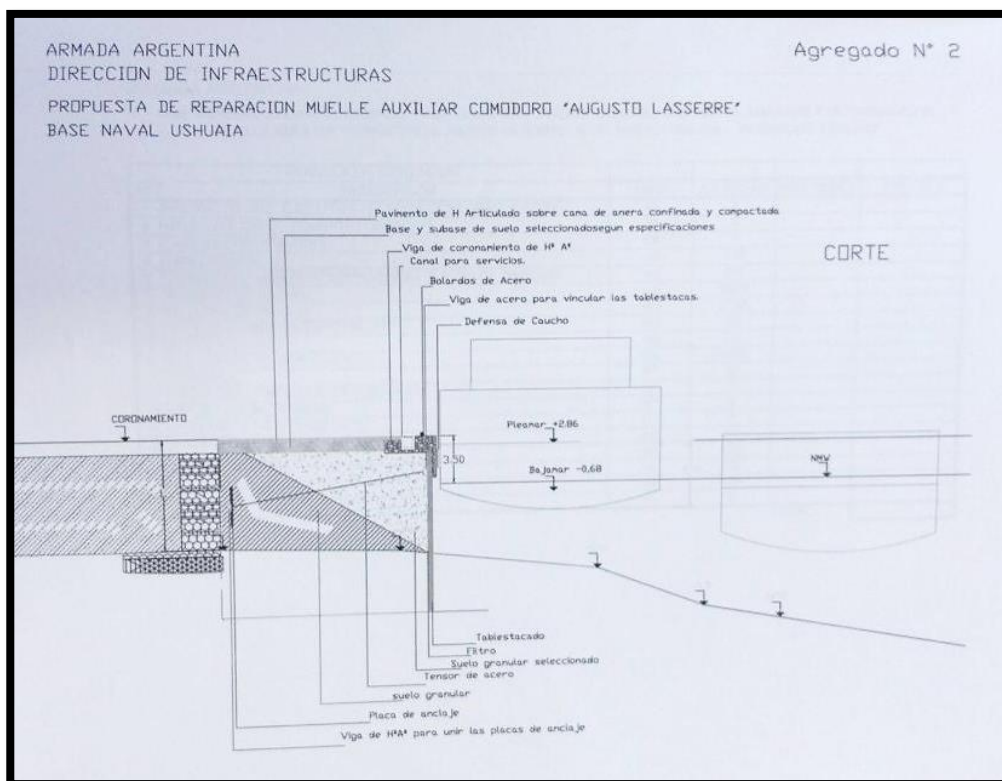 ARMADA ARGENTINA
DIRECCION DE INFRAESTRUCTURAS
Agregado N° 2
PROPUESTA DE REPARACION MUELLE AUXILIAR COMODORO "AUGUSTO LASSERRE"
BASE NAVAL USHUAIA
Pavimento de H Articulado sobre cama de anera confinada y compactada
Base y subase de suelo seleccionadosegun especificaciones
Viga de coronamiento de H° A°
Canal para servicios.
CORTE
Bolardos de Acero
Viga de acero para vincular las tablestacas.
Defensa de Caucho
CORONAMIENTO
Pleamar +2.86
3.50
Bajamar -0.68
NMW
Tablestacado
Filtro
Suelo granular seleccionado
Tensor de acero
suelo granular
Placa de anclaje
Viga de H°A° para unir las placas de anclaje